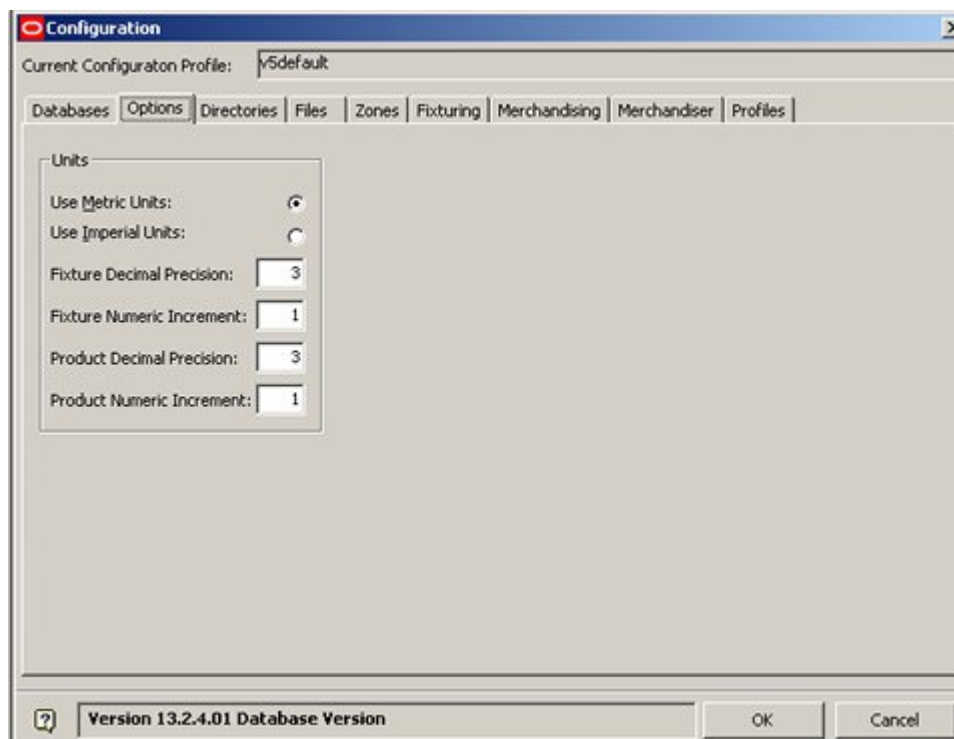 Configuration
Current Configuraton Profile: v5default
Databases Options Directories Files Zones Fixturing Merchandising Merchandiser Profiles
Units
Use Metric Units:
Use Imperial Units:
Fixture Decimal Precision: 3
Fixture Numeric Increment: 1
Product Decimal Precision: 3
Product Numeric Increment: 1
Version 13.2.4.01 Database Version OK Cancel